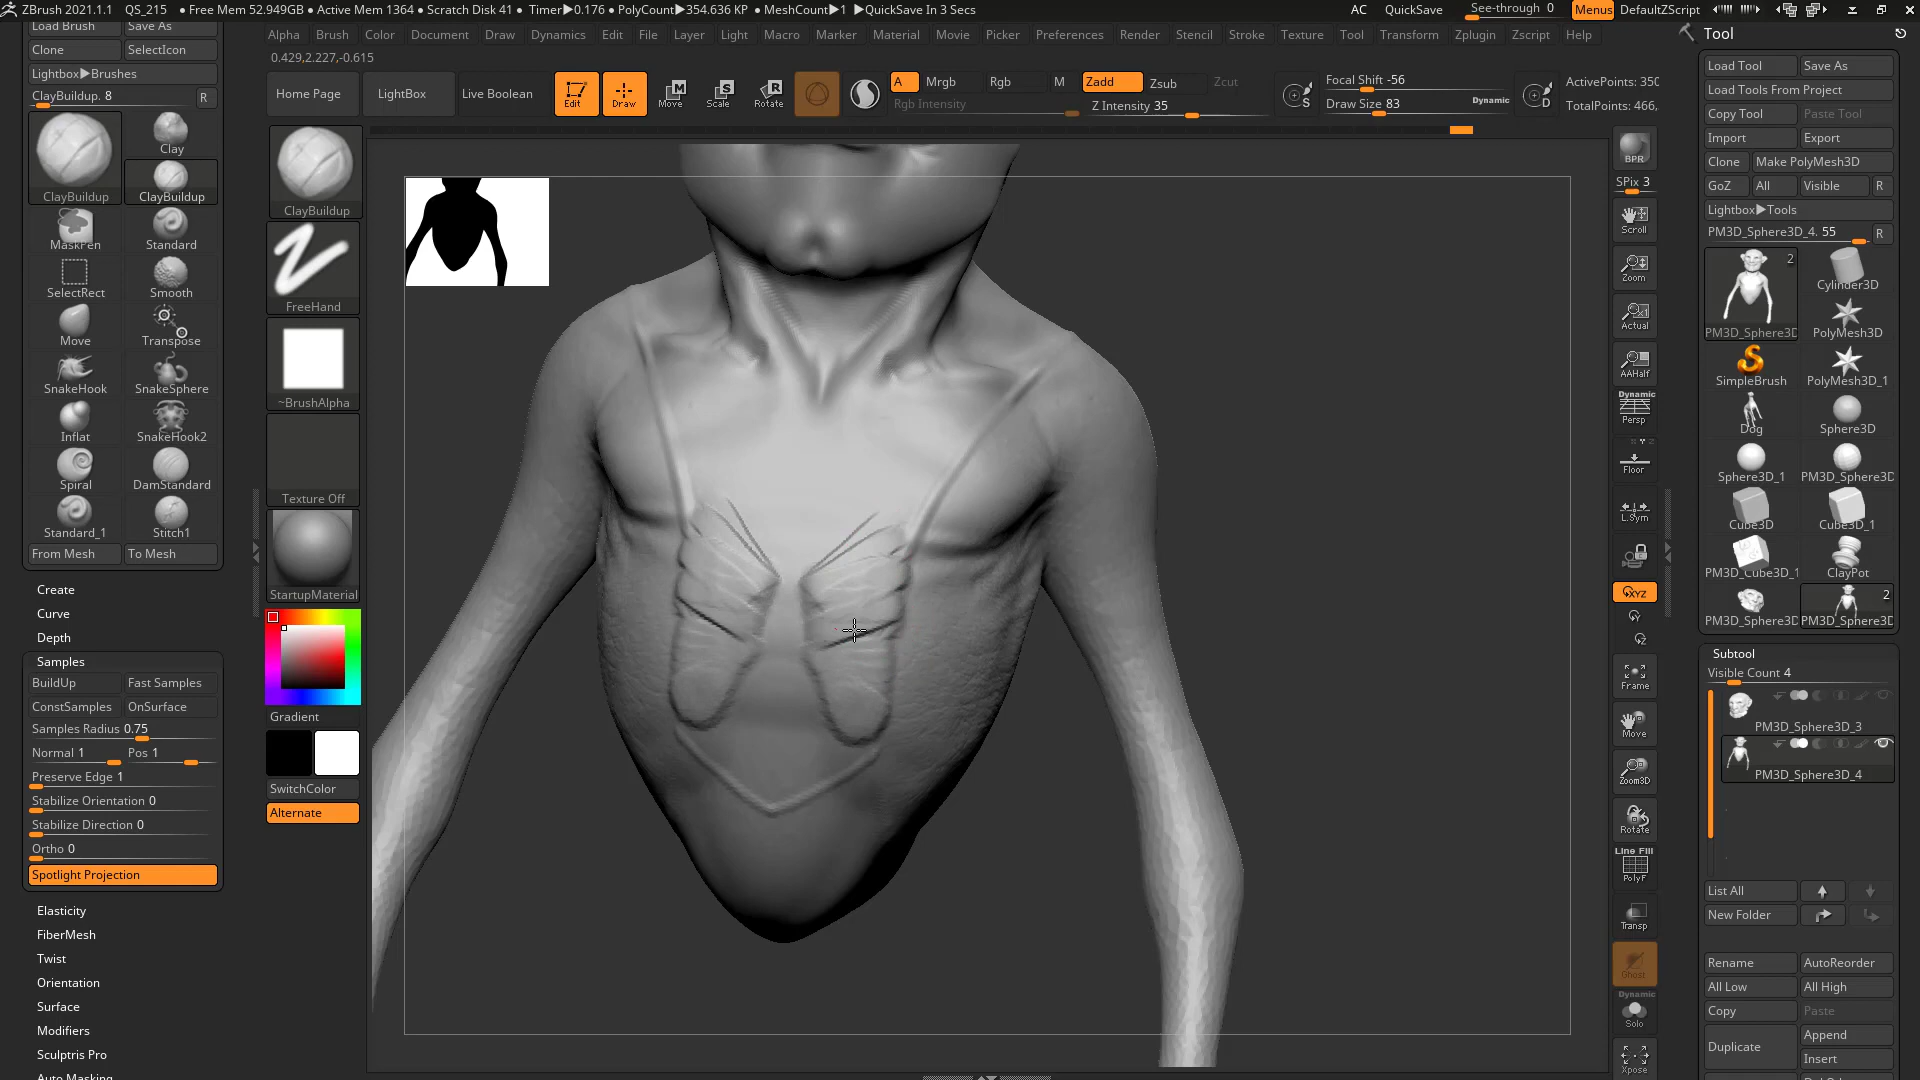 ZBrush 2021.1.1 QS_215 ● Free Mem 52.949GB ● Active Mem 1364 ● Scratch Disk 41 ● Timer▶0.176 ● PolyCount▶354.636 KP ● MeshCount▶1 ▶QuickSave In 3 Secs AC QuickSave See-through 0 Menus DefaultZScript
Alpha Brush Color Document Draw Dynamics Edit File Layer Light Macro Marker Material Movie Picker Preferences Render Stencil Stroke Texture Tool Transform Zplugin Zscript Help
0.429,2.227,-0.615
Home Page LightBox Live Boolean Edit Draw Move Scale Rotate
A Mrgb Rgb M Zadd Zsub Zcut
Rgb Intensity Z Intensity 35
S Focal Shift -56
Draw Size 83 Dynamic
D ActivePoints: 350
TotalPoints: 466,
Load Brush Save As
Clone SelectIcon
Lightbox▶Brushes
ClayBuildup. 8 R
Clay
ClayBuildup ClayBuildup
MaskPen Standard
SelectRect Smooth
Move Transpose
SnakeHook SnakeSphere
Inflat SnakeHook2
Spiral DamStandard
Standard_1 Stitch1
From Mesh To Mesh
Create
Curve
Depth
Samples
BuildUp Fast Samples
ConstSamples OnSurface
Samples Radius 0.75
Normal 1 Pos 1
Preserve Edge 1
Stabilize Orientation 0
Stabilize Direction 0
Ortho 0
Spotlight Projection
Elasticity
FiberMesh
Twist
Orientation
Surface
Modifiers
Sculptris Pro
Auto Masking
ClayBuildup
FreeHand
~BrushAlpha
Texture Off
StartupMaterial
Gradient
SwitchColor
Alternate
BPR
SPix 3
Scroll
Zoom
Actual
AAHalf
Dynamic
Persp
Floor
L.Sym
XYZ
Frame
Move
Zoom3D
Rotate
Line Fill
PolyF
Transp
Ghost
Dynamic
Solo
Xpose
Tool
Load Tool Save As
Load Tools From Project
Copy Tool Paste Tool
Import Export
Clone Make PolyMesh3D
GoZ All Visible R
Lightbox▶Tools
PM3D_Sphere3D_4. 55 R
2 Cylinder3D
PM3D_Sphere3D PolyMesh3D
SimpleBrush PolyMesh3D_1
Dog Sphere3D
Sphere3D_1 PM3D_Sphere3D
Cube3D Cube3D_1
PM3D_Cube3D_1 ClayPot
2
PM3D_Sphere3D PM3D_Sphere3D
Subtool
Visible Count 4
PM3D_Sphere3D_3
PM3D_Sphere3D_4
List All
New Folder
Rename AutoReorder
All Low All High
Copy Paste
Duplicate Append
Insert